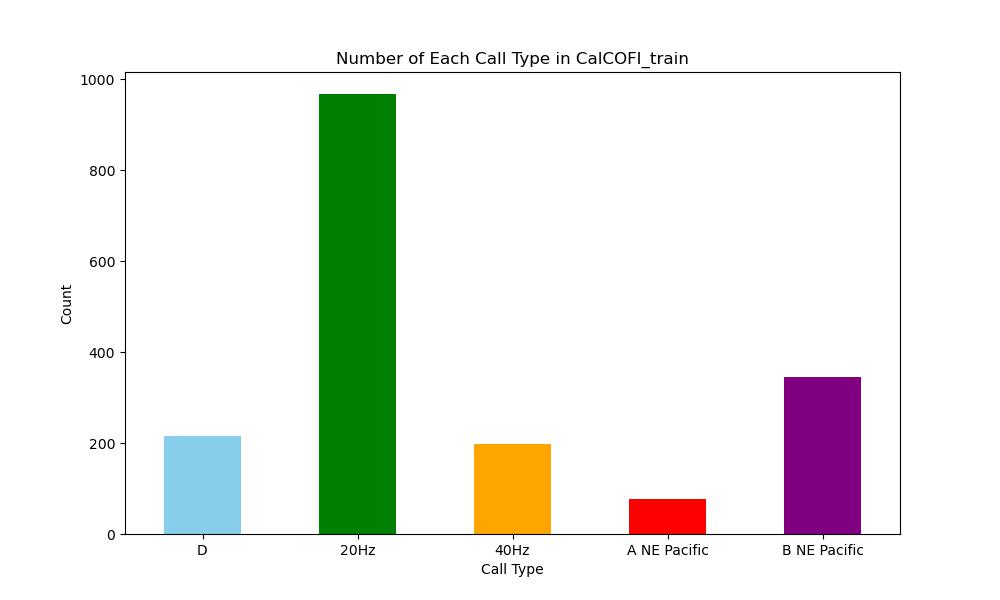 Number of Each Call Type in CalCOFI_train
1000
800
600
400
200
0
Count
D
20Hz
40Hz
A NE Pacific
B NE Pacific
Call Type